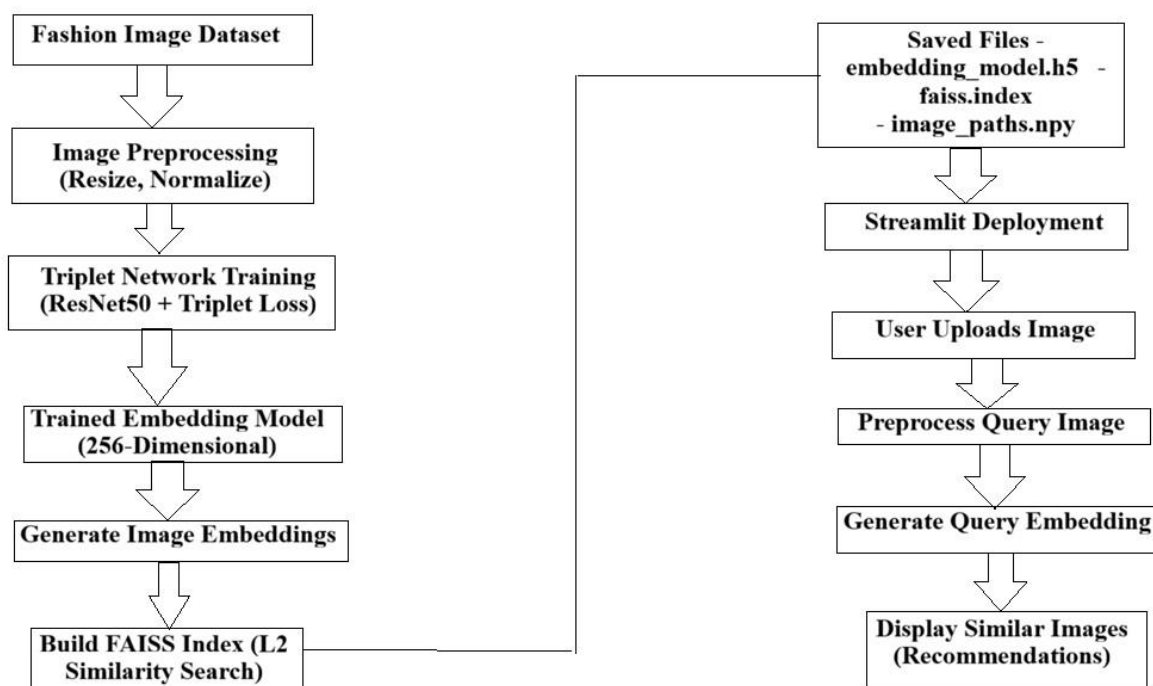 Fashion Image Dataset
Image Preprocessing
(Resize, Normalize)
Triplet Network Training
(ResNet50 + Triplet Loss)
Trained Embedding Model
(256-Dimensional)
Generate Image Embeddings
Build FAISS Index (L2
Similarity Search)
Saved Files -
embedding_model.h5 -
faiss.index
- image_paths.npy
Streamlit Deployment
User Uploads Image
Preprocess Query Image
Generate Query Embedding
Display Similar Images
(Recommendations)